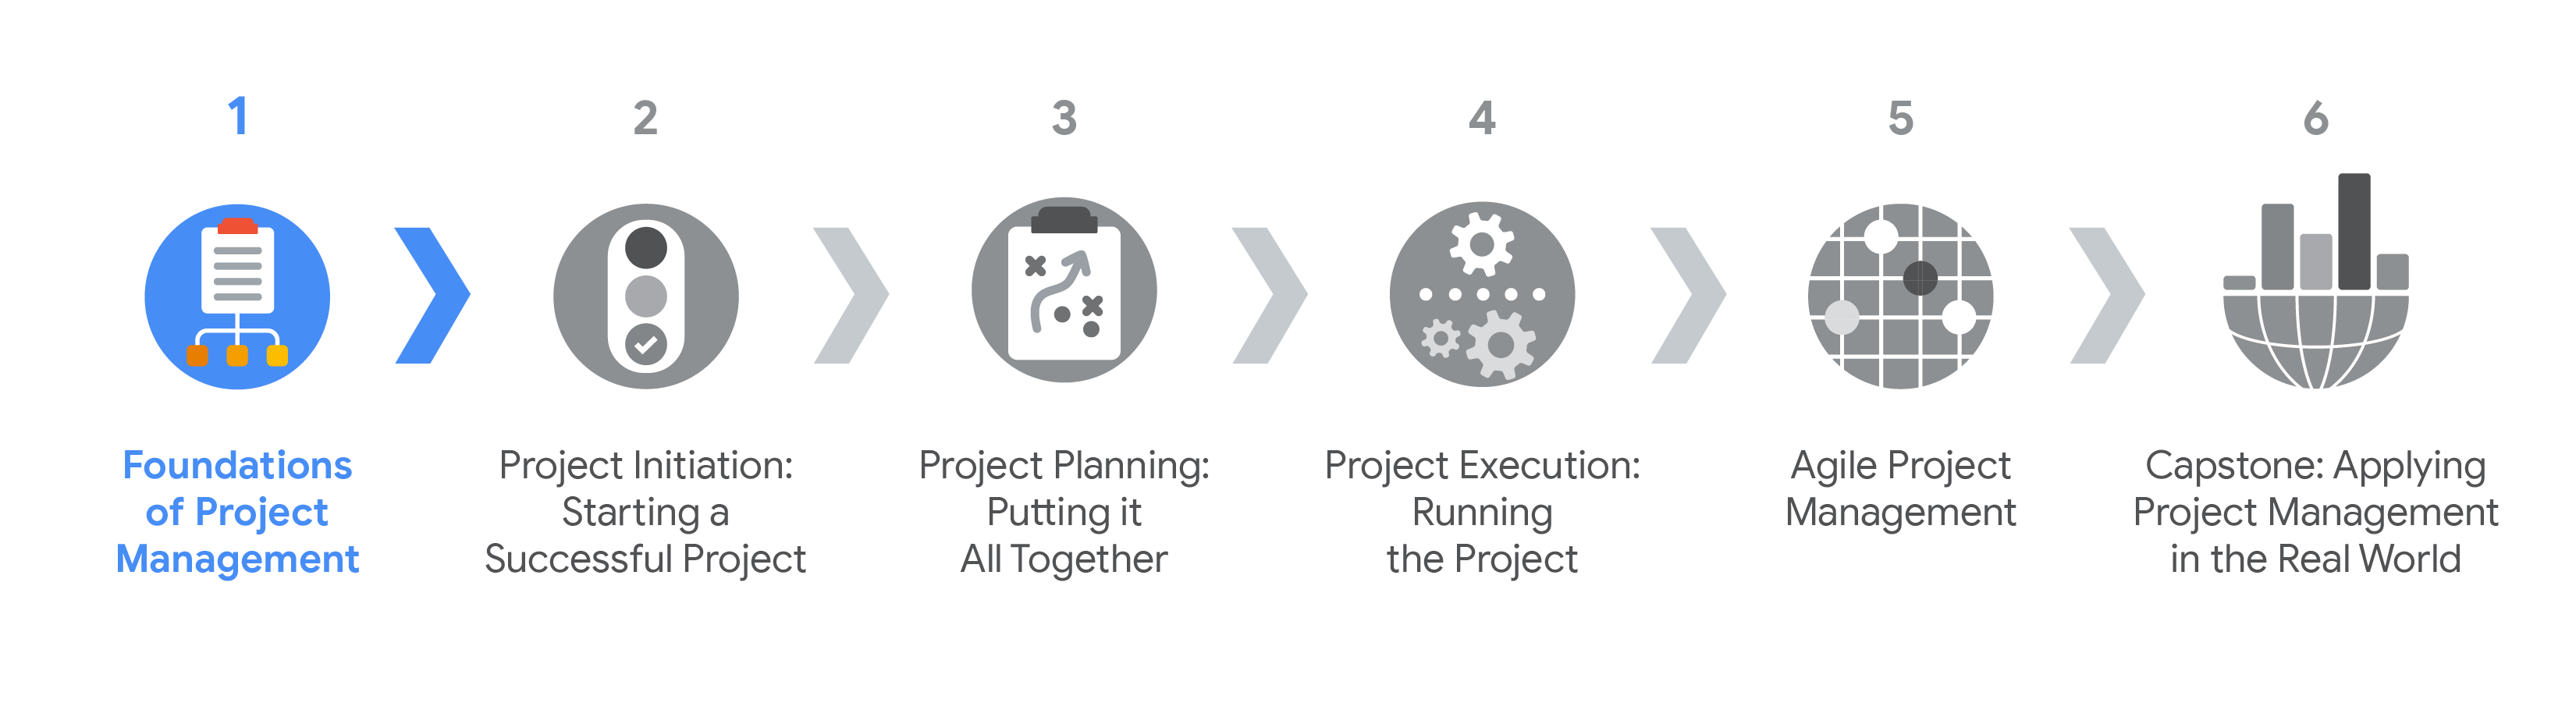 1
Foundations
of Project
Management
2
Project Initiation:
Starting a
Successful Project
3
Project Planning:
Putting it
All Together
4
Project Execution:
Running
the Project
5
Agile Project
Management
6
Capstone: Applying
Project Management
in the Real World